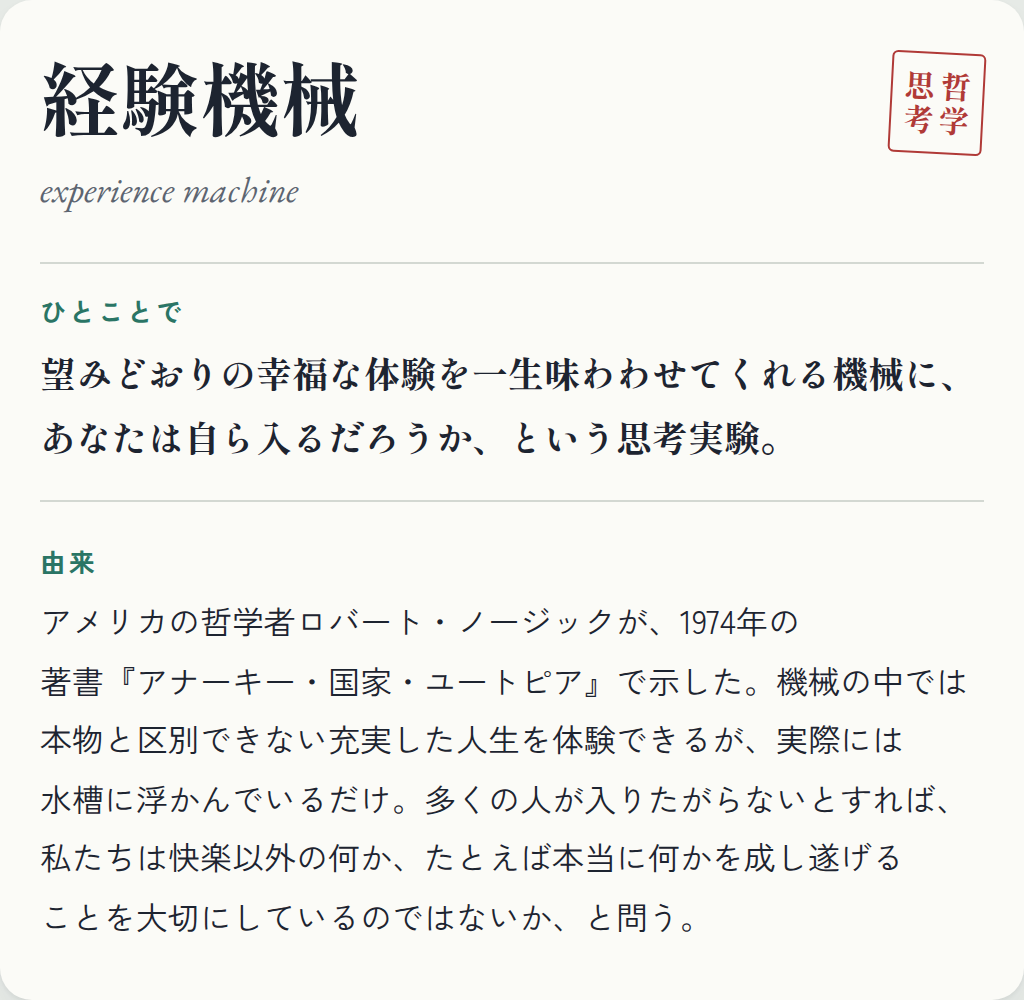 経験機械
哲学
思考
experience machine
ひとことで
望みどおりの幸福な体験を一生味わわせてくれる機械に、
あなたは自ら入るだろうか、という思考実験。
由来
アメリカの哲学者ロバート・ノージックが、1974年の
著書『アナーキー・国家・ユートピア』で示した。機械の中では
本物と区別できない充実した人生を体験できるが、実際には
水槽に浮かんでいるだけ。多くの人が入りたがらないとすれば、
私たちは快楽以外の何か、たとえば本当に何かを成し遂げる
ことを大切にしているのではないか、と問う。